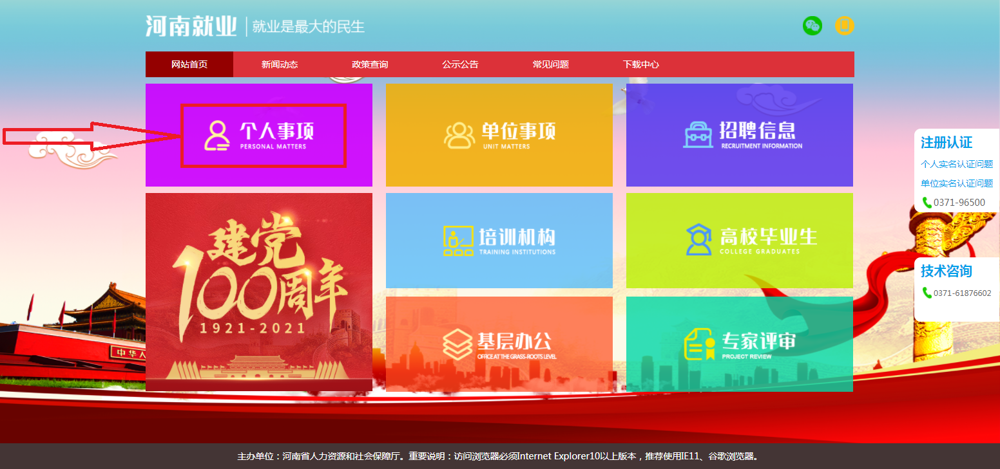 河南就业 就业是最大的民生
网站首页 新闻动态 政策查询 公示公告 常见问题 下载中心
个人事项
PERSONAL MATTERS
单位事项
UNIT MATTERS
招聘信息
RECRUITMENT INFORMATION
建党
100周年
1921-2021
培训机构
TRAINING INSTITUTIONS
高校毕业生
COLLEGE GRADUATES
基层办公
OFFICE AT THE GRASS-ROOTS LEVEL
专家评审
PROJECT REVIEW
注册认证
个人实名认证问题
单位实名认证问题
0371-96500
技术咨询
0371-61876602
中华人
主办单位：河南省人力资源和社会保障厅。重要说明：访问浏览器必须Internet Explorer10以上版本，推荐使用IE11、谷歌浏览器。